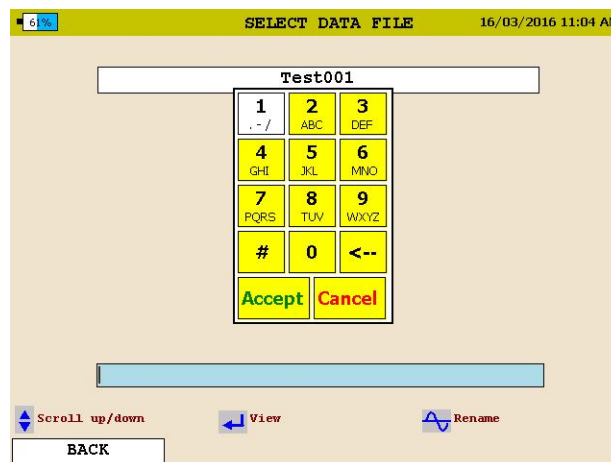 61% SELECT DATA FILE 16/03/2016 11:04 AM
Test001
1 2 3
.-/ ABC DEF
4 5 6
GHI JKL MNO
7 8 9
PQRS TUV WXYZ
# 0 <--
Accept Cancel
Scroll up/down View Rename
BACK